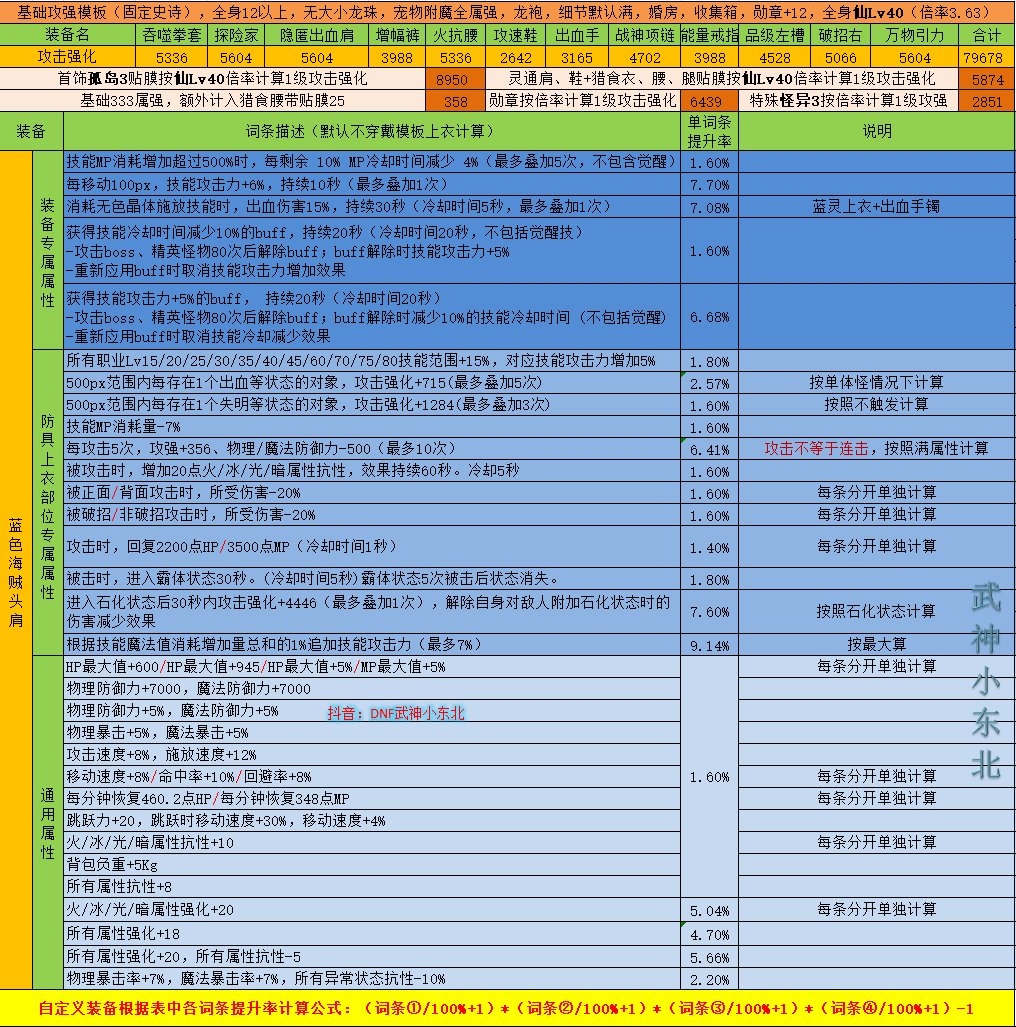 基础攻强模板（固定史诗），全身12以上，无大小龙珠，宠物附魔全属强，龙袍，细节默认满，婚房，收集箱，勋章+12，全身仙Lv40（倍率3.63）
装备名 吞噬拳套 探险家 隐匿出血肩 增幅裤 火抗腰 攻速鞋 出血手 战神项链 能量戒指 品级左槽 破招右 万物引力 合计
攻击强化 5336 5604 5604 3988 5336 2642 3165 4702 3988 4528 5066 5604 79678
首饰孤岛3贴膜按仙Lv40倍率计算1级攻击强化 8950 灵通肩、鞋+猎食衣、腰、腿贴膜按仙Lv40倍率计算1级攻击强化 5874
基础333属强，额外计入猎食腰带贴膜25 358 勋章按倍率计算1级攻击强化 6439 特殊怪异3按倍率计算1级攻强 2851
装备 词条描述（默认不穿戴模板上衣计算） 单词条提升率 说明
蓝色海贼头肩
装备专属属性
技能MP消耗增加超过500%时，每剩余 10% MP冷却时间减少 4%（最多叠加5次，不包含觉醒） 1.60%
每移动100px，技能攻击力+6%，持续10秒（最多叠加1次） 7.70%
消耗无色晶体施放技能时，出血伤害15%，持续30秒（冷却时间5秒，最多叠加1次） 7.08% 蓝灵上衣+出血手镯
获得技能冷却时间减少10%的buff，持续20秒（冷却时间20秒，不包括觉醒技）
-攻击boss、精英怪物80次后解除buff；buff解除时技能攻击力+5% 1.60%
-重新应用buff时取消技能攻击力增加效果
获得技能攻击力+5%的buff， 持续20秒（冷却时间20秒）
-攻击boss、精英怪物80次后解除buff；buff解除时减少10%的技能冷却时间（不包括觉醒） 6.68%
-重新应用buff时取消技能冷却减少效果
防具上衣部位专属属性
所有职业Lv15/20/25/30/35/40/45/60/70/75/80技能范围+15%，对应技能攻击力增加5% 1.80%
500px范围内每存在1个出血等状态的对象，攻击强化+715(最多叠加5次) 2.57% 按单体怪情况下计算
500px范围内每存在1个失明等状态的对象，攻击强化+1284(最多叠加3次) 1.60% 按照不触发计算
技能MP消耗量-7% 1.60%
每攻击5次，攻强+356、物理/魔法防御力-500（最多10次） 6.41% 攻击不等于连击，按照满属性计算
被攻击时，增加20点火/冰/光/暗属性抗性，效果持续60秒。冷却5秒 1.60%
被正面/背面攻击时，所受伤害-20% 1.60% 每条分开单独计算
被破招/非破招攻击时，所受伤害-20% 1.60% 每条分开单独计算
攻击时，回复2200点HP/3500点MP（冷却时间1秒） 1.40% 每条分开单独计算
被击时，进入霸体状态30秒。(冷却时间5秒)霸体状态5次被击后状态消失。 1.80%
进入石化状态后30秒内攻击强化+4446（最多叠加1次），解除自身对敌人附加石化状态时的
伤害减少效果 7.60% 按照石化状态计算
根据技能魔法值消耗增加量总和的1%追加技能攻击力（最多7%） 9.14% 按最大算
通用属性
HP最大值+600/HP最大值+945/HP最大值+5%/MP最大值+5% 每条分开单独计算
物理防御力+7000，魔法防御力+7000
物理防御力+5%，魔法防御力+5% 抖音：DNF武神小东北
物理暴击+5%，魔法暴击+5%
攻击速度+8%，施放速度+12%
移动速度+8%/命中率+10%/回避率+8% 1.60% 每条分开单独计算
每分钟恢复460.2点HP/每分钟恢复348点MP 每条分开单独计算
跳跃力+20，跳跃时移动速度+30%，移动速度+4%
火/冰/光/暗属性抗性+10 每条分开单独计算
背包负重+5Kg
所有属性抗性+8
火/冰/光/暗属性强化+20 5.04% 每条分开单独计算
所有属性强化+18 4.70%
所有属性强化+20，所有属性抗性-5 5.66%
物理暴击率+7%，魔法暴击率+7%，所有异常状态抗性-10% 2.20%
武神小东北
自定义装备根据表中各词条提升率计算公式：（词条①/100%+1）*（词条②/100%+1）*（词条③/100%+1）*（词条④/100%+1）-1